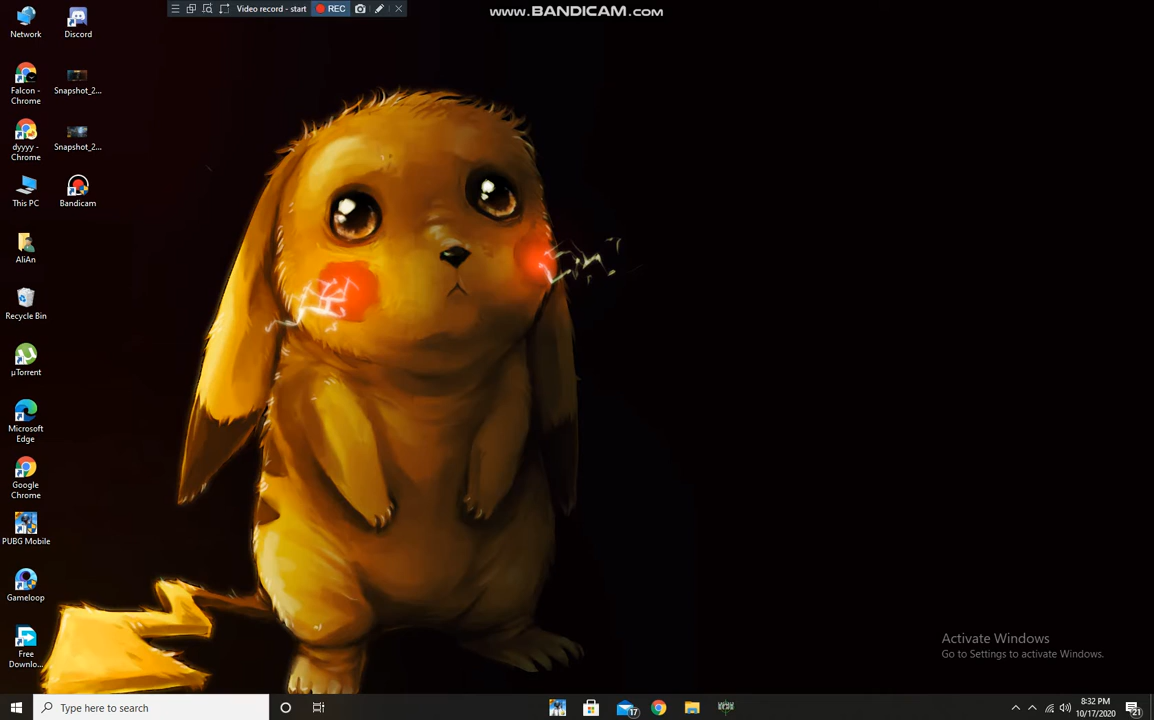 Video record - start
REC
www.BANDICAM.com
Network
Discord
Falcon -
Chrome
Snapshot_2...
dyyyy -
Chrome
Snapshot_2...
This PC
Bandicam
AliAn
Recycle Bin
µTorrent
Microsoft
Edge
Google
Chrome
PUBG Mobile
Gameloop
Free
Downlo...
Activate Windows
Go to Settings to activate Windows.
Type here to search
17
8:32 PM
10/17/2020
21